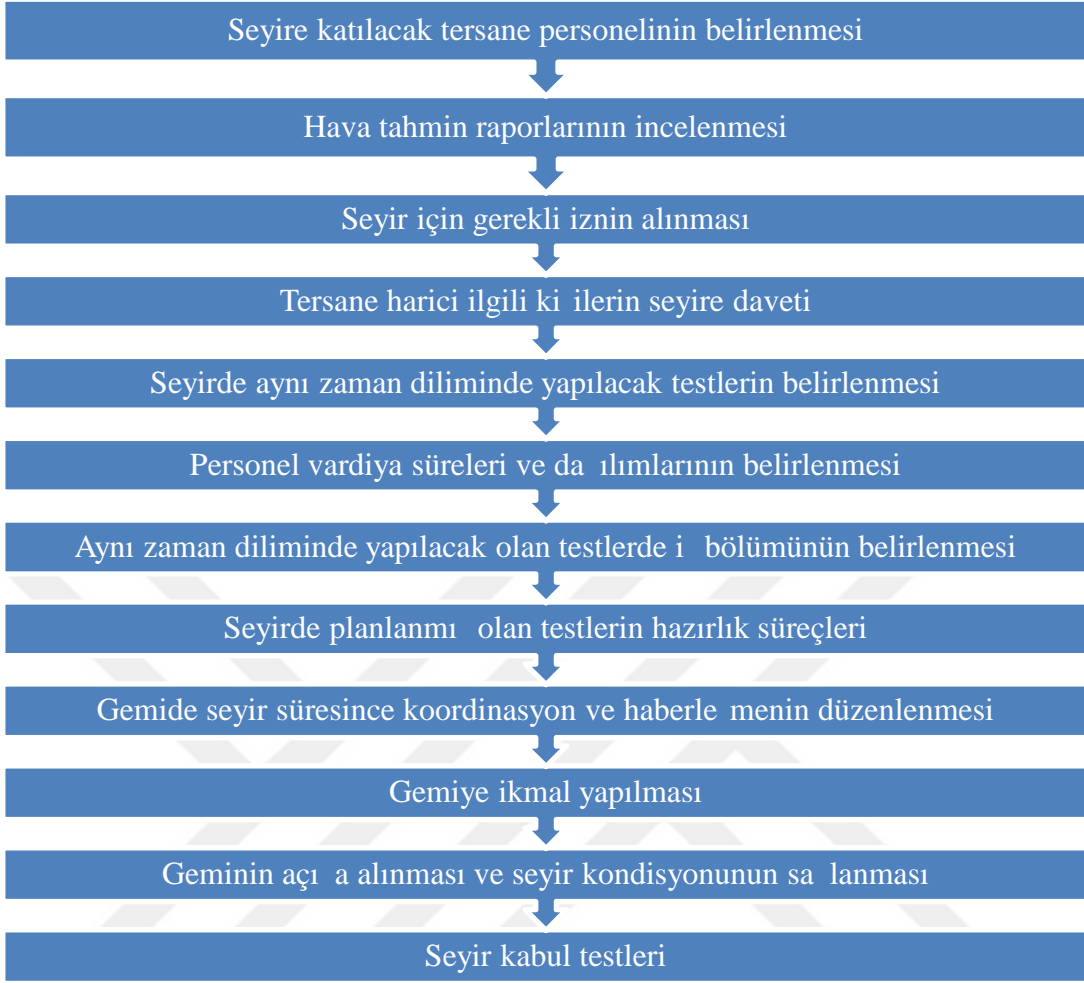 Seyire katılacak tersane personelinin belirlenmesi
Hava tahmin raporlarının incelenmesi
Seyir için gerekli iznin alınması
Tersane harici ilgili ki ilerin seyire daveti
Seyirde aynı zaman diliminde yapılacak testlerin belirlenmesi
Personel vardiya süreleri ve da ılımlarının belirlenmesi
Aynı zaman diliminde yapılacak olan testlerde i bölümünün belirlenmesi
Seyirde planlanmı olan testlerin hazırlık süreçleri
Gemide seyir süresince koordinasyon ve haberle menin düzenlenmesi
Gemiye ikmal yapılması
Geminin açı a alınması ve seyir kondisyonunun sa lanması
Seyir kabul testleri